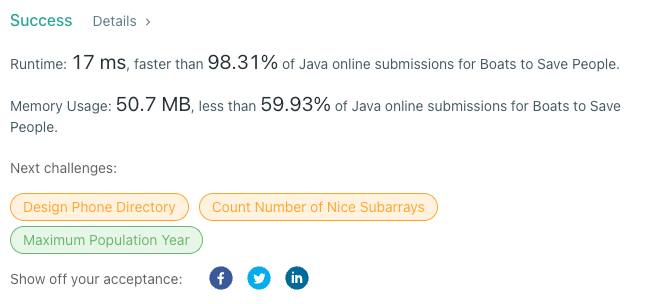 Success Details ›
Runtime: 17 ms, faster than 98.31% of Java online submissions for Boats to Save People.
Memory Usage: 50.7 MB, less than 59.93% of Java online submissions for Boats to Save
People.
Next challenges:
Design Phone Directory Count Number of Nice Subarrays
Maximum Population Year
Show off your acceptance: f in